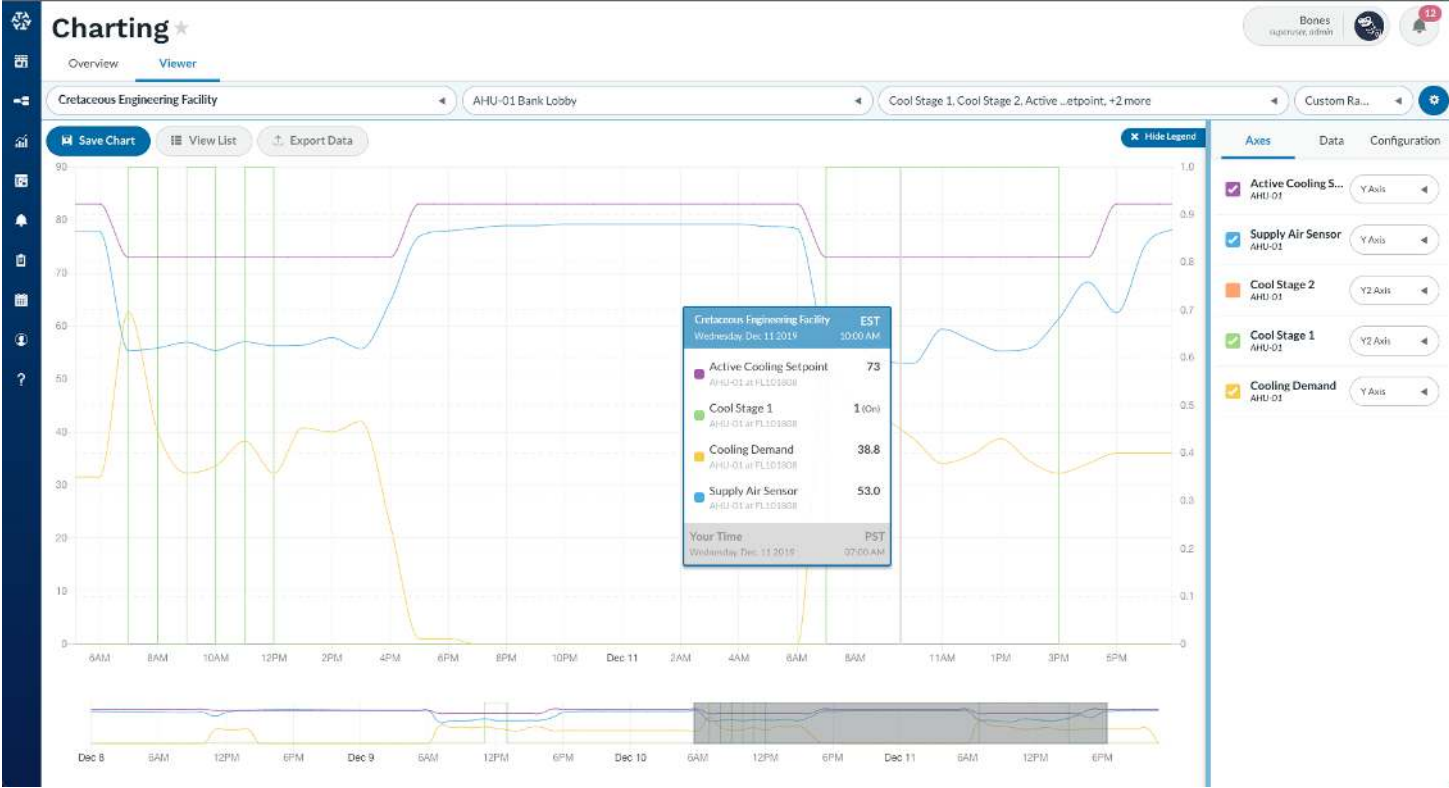 Charting
Bones
superuser, admin
12
Overview
Viewer
Cretaceous Engineering Facility
AHU-01 Bank Lobby
Cool Stage 1, Cool Stage 2, Active ...etpoint, +2 more
Custom Ra...
Save Chart
View List
Export Data
Hide Legend
Axes
Data
Configuration
Active Cooling S...
AHU-01
Y Axis
Supply Air Sensor
AHU-01
Y Axis
Cool Stage 2
AHU-01
Y2 Axis
Cool Stage 1
AHU-01
Y2 Axis
Cooling Demand
AHU-01
Y Axis
90
80
70
60
50
40
30
20
10
0
1.0
0.9
0.8
0.7
0.6
0.5
0.4
0.3
0.2
0.1
0
Cretaceous Engineering Facility EST
Wednesday, Dec 11 2019 10:00 AM
Active Cooling Setpoint 73
AHU-01 at FL101808
Cool Stage 1 1 (On)
AHU-01 at FL101808
Cooling Demand 38.8
AHU-01 at FL101808
Supply Air Sensor 53.0
AHU-01 at FL101808
Your Time PST
Wednesday, Dec. 11 2019 07:00 AM
6AM 8AM 10AM 12PM 2PM 4PM 6PM 8PM 10PM Dec 11 2AM 4AM 6AM 8AM 11AM 1PM 3PM 5PM
Dec 8 6AM 12PM 6PM Dec 9 6AM 12PM 6PM Dec 10 6AM 12PM 6PM Dec 11 6AM 12PM 6PM
?